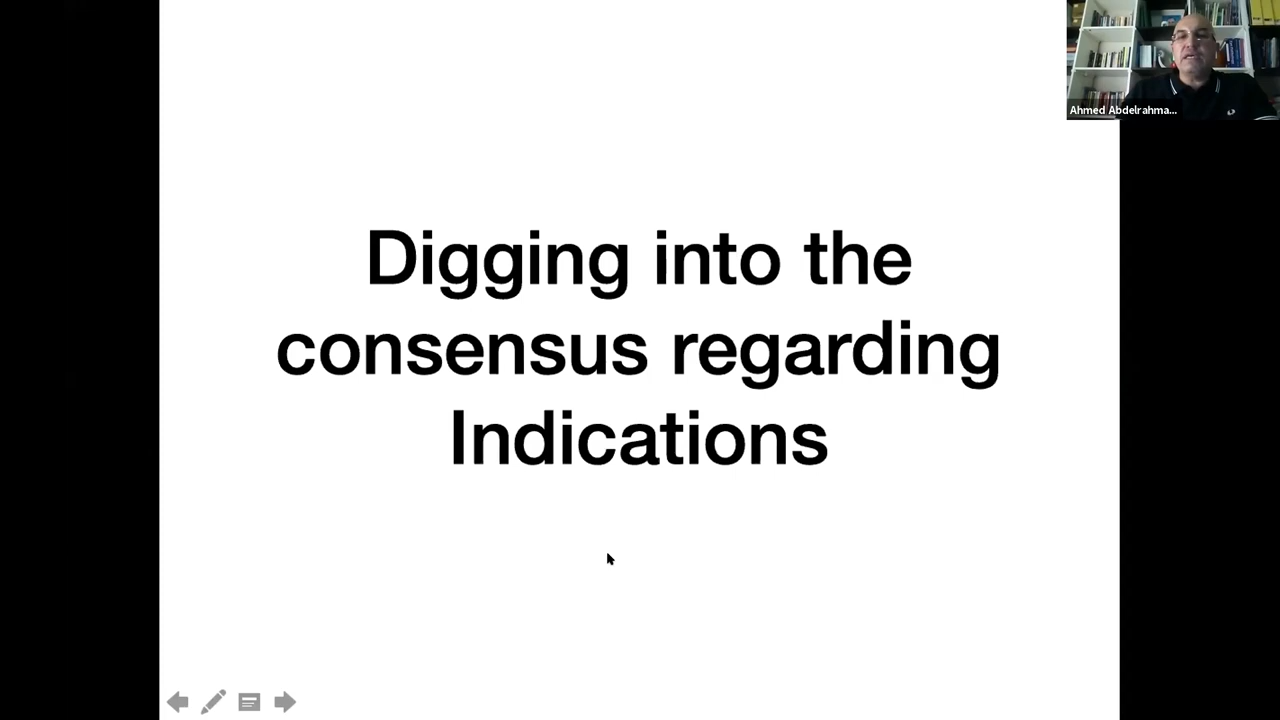 Ahmed Abdelrahma...
Digging into the
consensus regarding
Indications